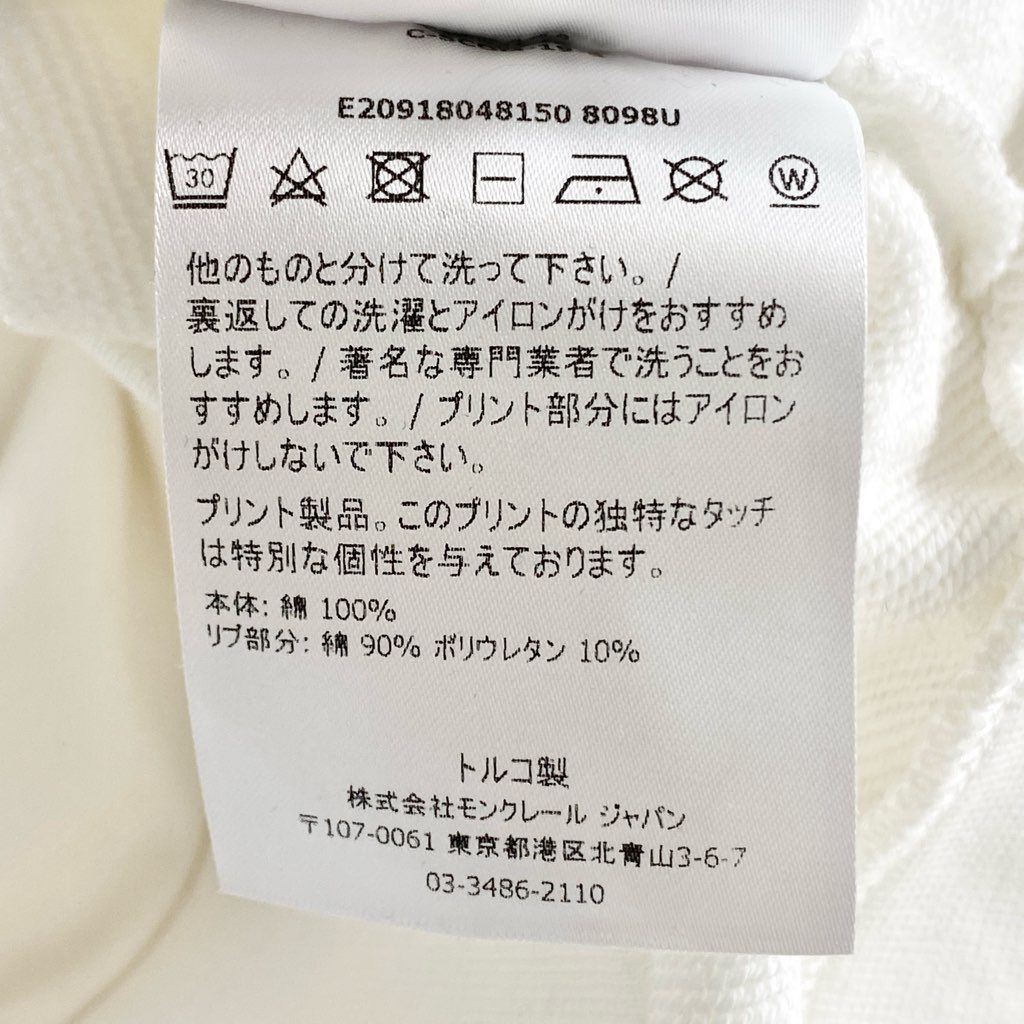 E20918048150 8098U
30
W
他のものと分けて洗って下さい。/
裏返しての洗濯とアイロンがけをおすすめ
します。/ 著名な専門業者で洗うことをお
すすめします。/ プリント部分にはアイロン
がけしないで下さい。
プリント製品。このプリントの独特なタッチ
は特別な個性を与えております。
本体: 綿 100%
リブ部分: 綿 90% ポリウレタン 10%
トルコ製
株式会社モンクレール ジャパン
〒107-0061 東京都港区北青山3-6-7
03-3486-2110